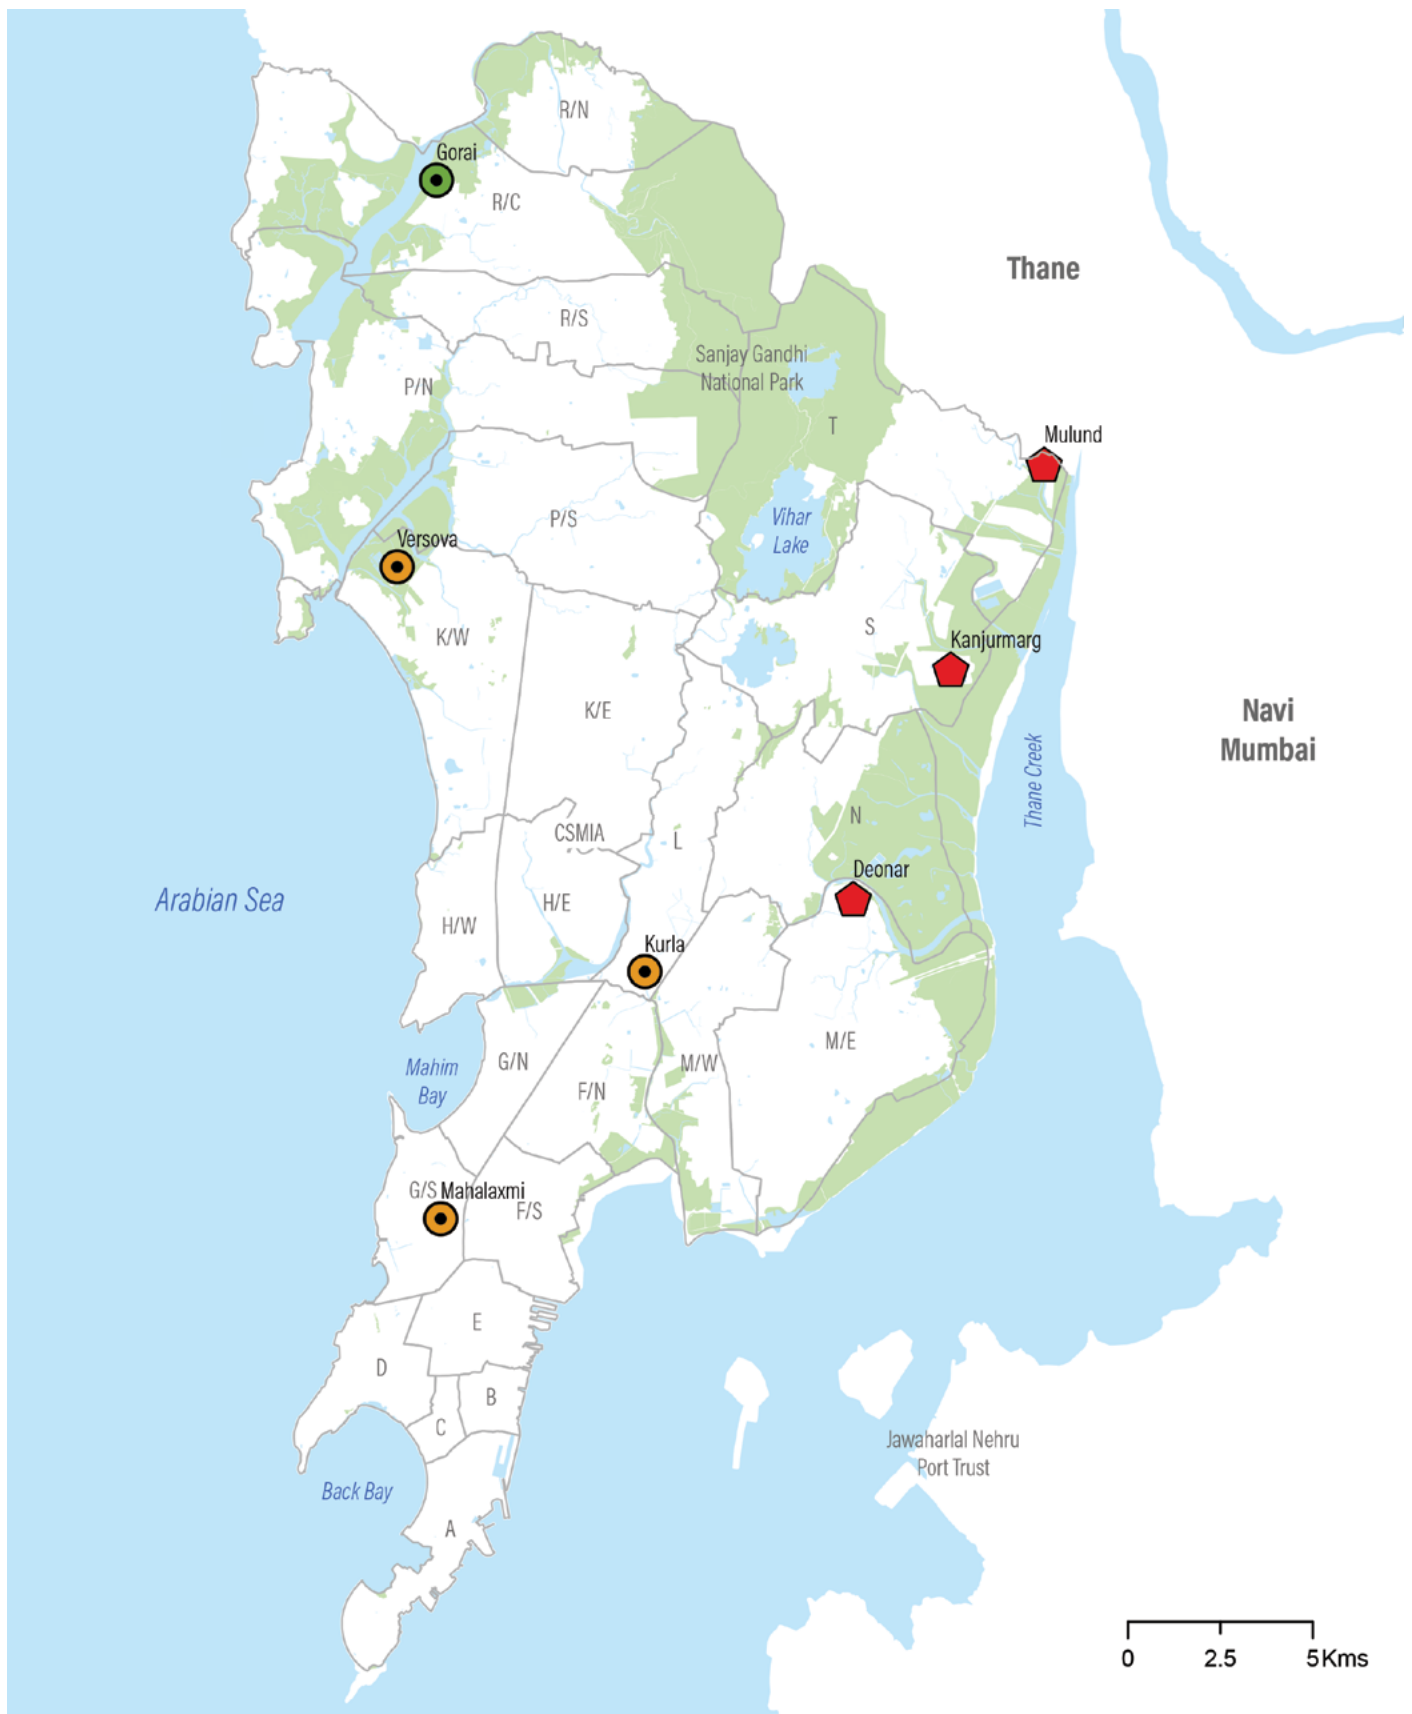 R/N
Gorai
R/C
Thane
R/S
Sanjay Gandhi
National Park
P/N
T
Mulund
P/S
Vihar
Lake
Versova
K/W
S
Kanjurmarg
K/E
Navi
Mumbai
Thane Creek
CSMIA
L
N
Deonar
Arabian Sea
H/E
H/W
Kurla
M/E
Mahim
Bay
G/N
M/W
F/N
G/S
Mahalaxmi
F/S
E
D
B
C
Jawaharlal Nehru
Port Trust
Back Bay
A
0 2.5 5Kms